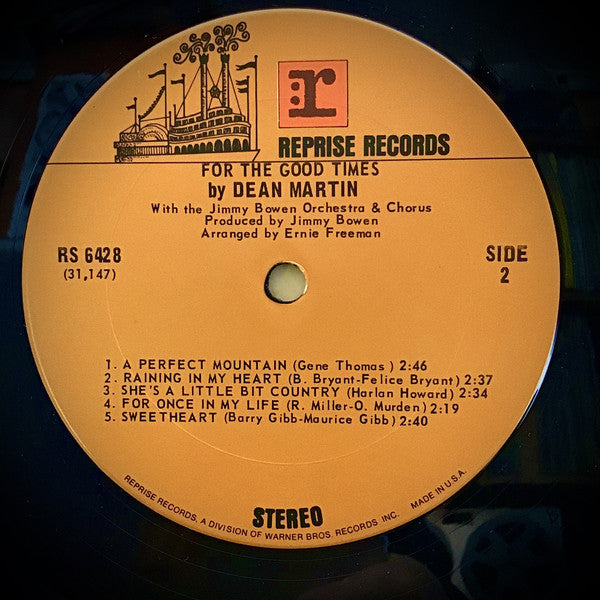 r
REPRISE RECORDS
FOR THE GOOD TIMES
by DEAN MARTIN
With the Jimmy Bowen Orchestra & Chorus
Produced by Jimmy Bowen
Arranged by Ernie Freeman
RS 6428
(31,147)
SIDE
2
1. A PERFECT MOUNTAIN (Gene Thomas ) 2:46
2. RAINING IN MY HEART (B. Bryant-Felice Bryant) 2:37
3. SHE'S A LITTLE BIT COUNTRY (Harlan Howard) 2:34
4. FOR ONCE IN MY LIFE (R. Miller-O. Murden) 2:19
5. SWEETHEART (Barry Gibb-Maurice Gibb) 2:40
STEREO
REPRISE RECORDS, A DIVISION OF WARNER BROS. RECORDS INC. MADE IN U.S.A.